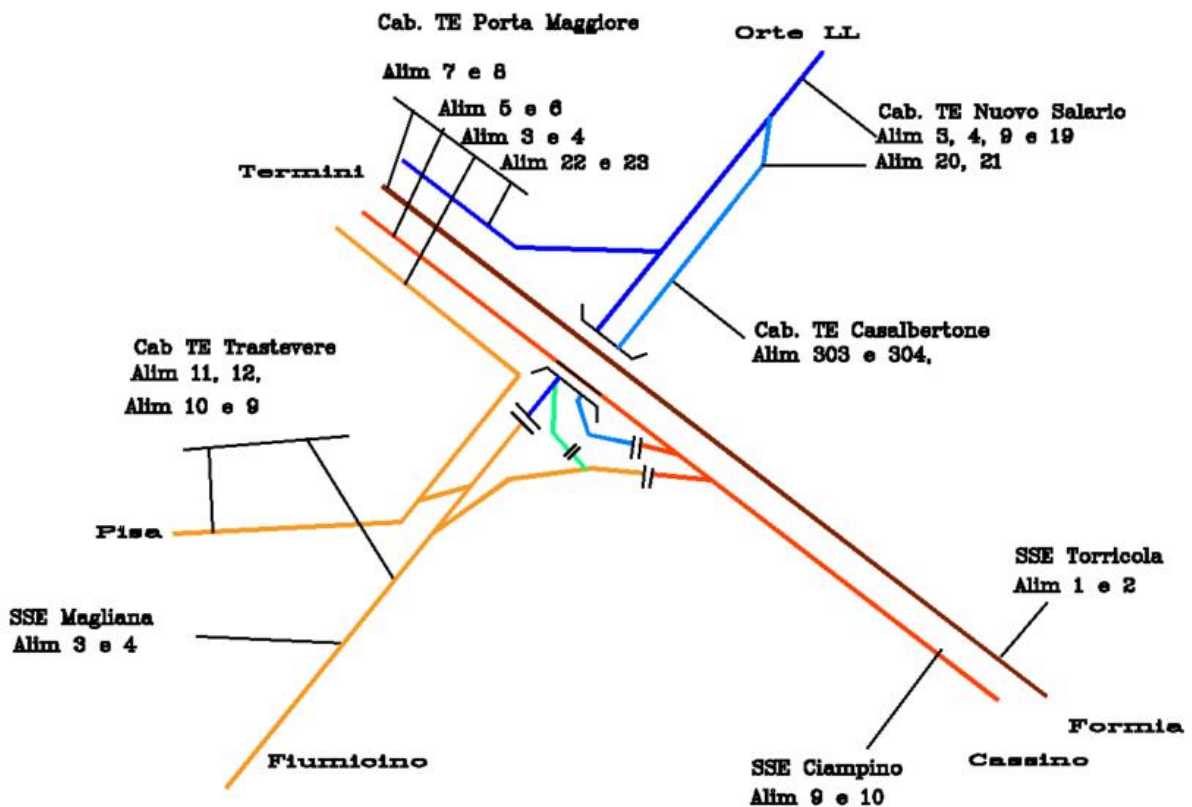 Cab. TE Porta Maggiore
Orte LL
Alim 7 e 8
Alim 5 e 6
Alim 3 e 4
Alim 22 e 23
Cab. TE Nuovo Salario
Alim 3, 4, 9 e 19
Alim 20, 21
Termini
Cab. TE Casalbertone
Alim 303 e 304,
Cab TE Trastevere
Alim 11, 12,
Alim 10 e 9
Pisa
SSE Torricola
Alim 1 e 2
SSE Magliana
Alim 3 e 4
Formia
Cassino
Fiumicino
SSE Ciampino
Alim 9 e 10